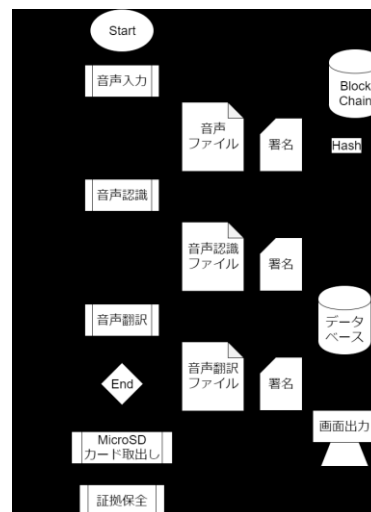 Start
音声入力
Block
Chain
音声
ファイル
署名
Hash
音声認識
音声認識
ファイル
署名
音声翻訳
データ
ベース
End
音声翻訳
ファイル
署名
画面出力
MicroSD
カード取出し
証拠保全